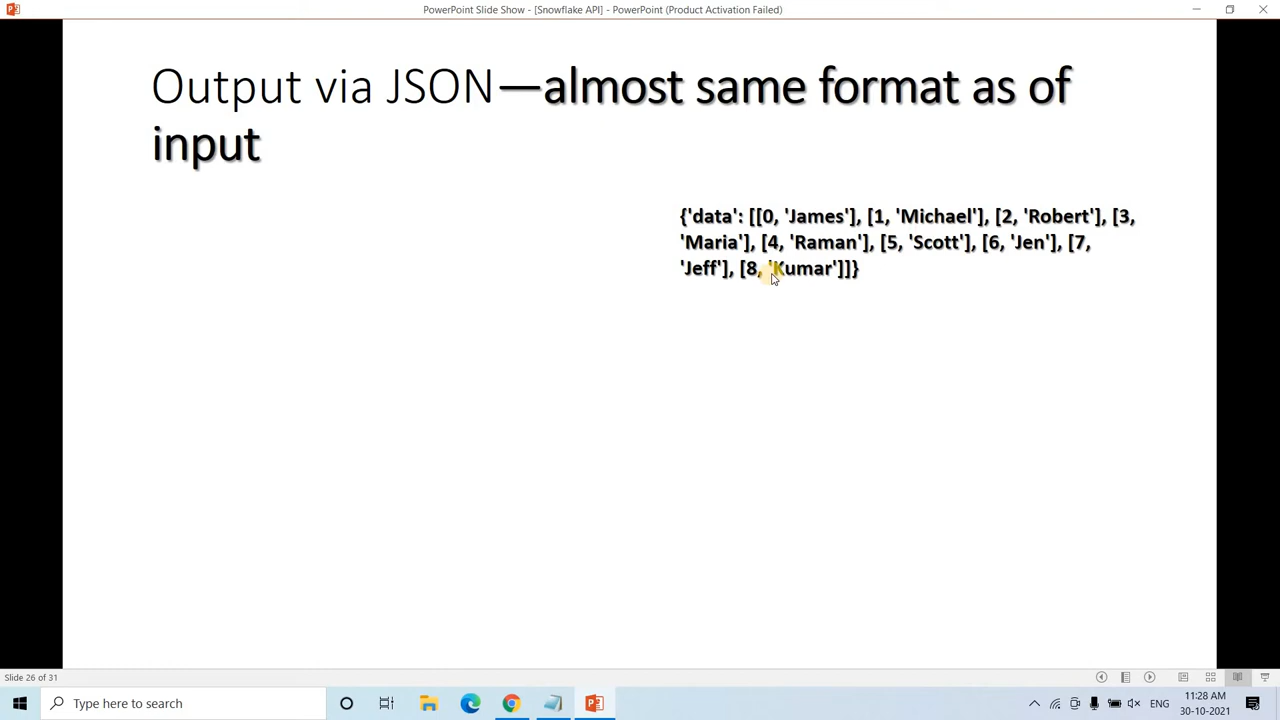 PowerPoint Slide Show - [Snowflake API] - PowerPoint (Product Activation Failed)
Output via JSON—almost same format as of
input
{'data': [[0, 'James'], [1, 'Michael'], [2, 'Robert'], [3,
'Maria'], [4, 'Raman'], [5, 'Scott'], [6, 'Jen'], [7,
'Jeff'], [8, 'Kumar']]}
Slide 26 of 31
Type here to search
ENG
11:28 AM
30-10-2021